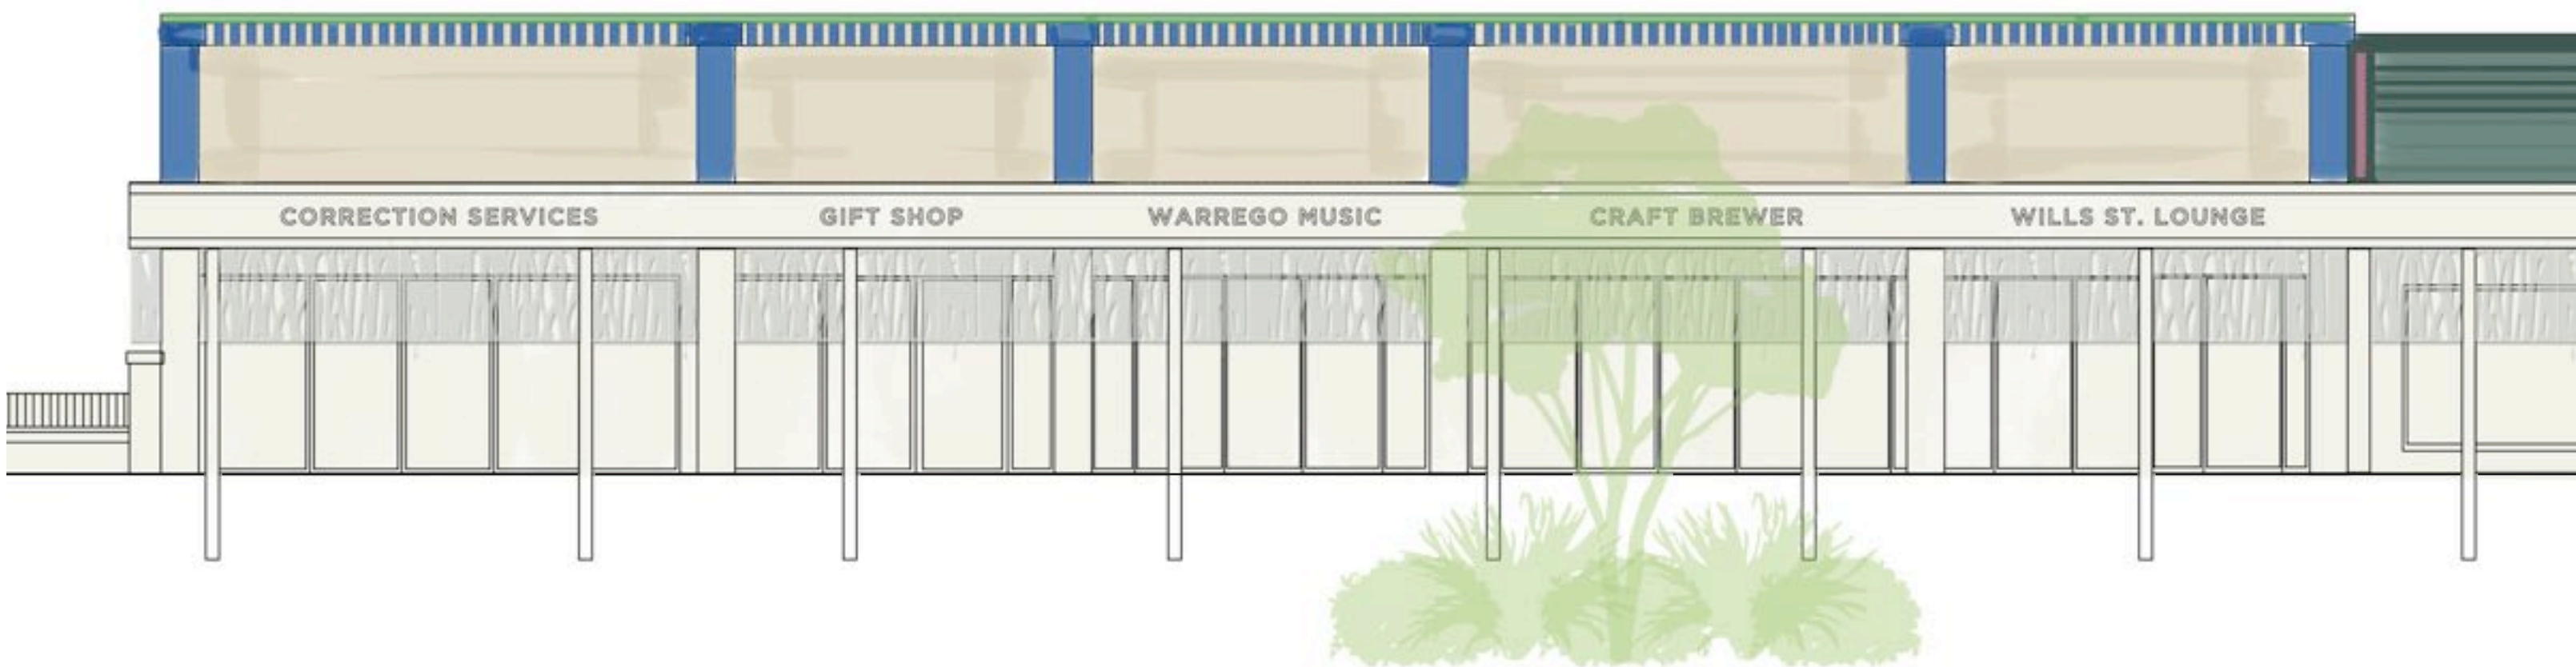 CORRECTION SERVICES
GIFT SHOP
WARREGO MUSIC
CRAFT BREWER
WILLS ST. LOUNGE